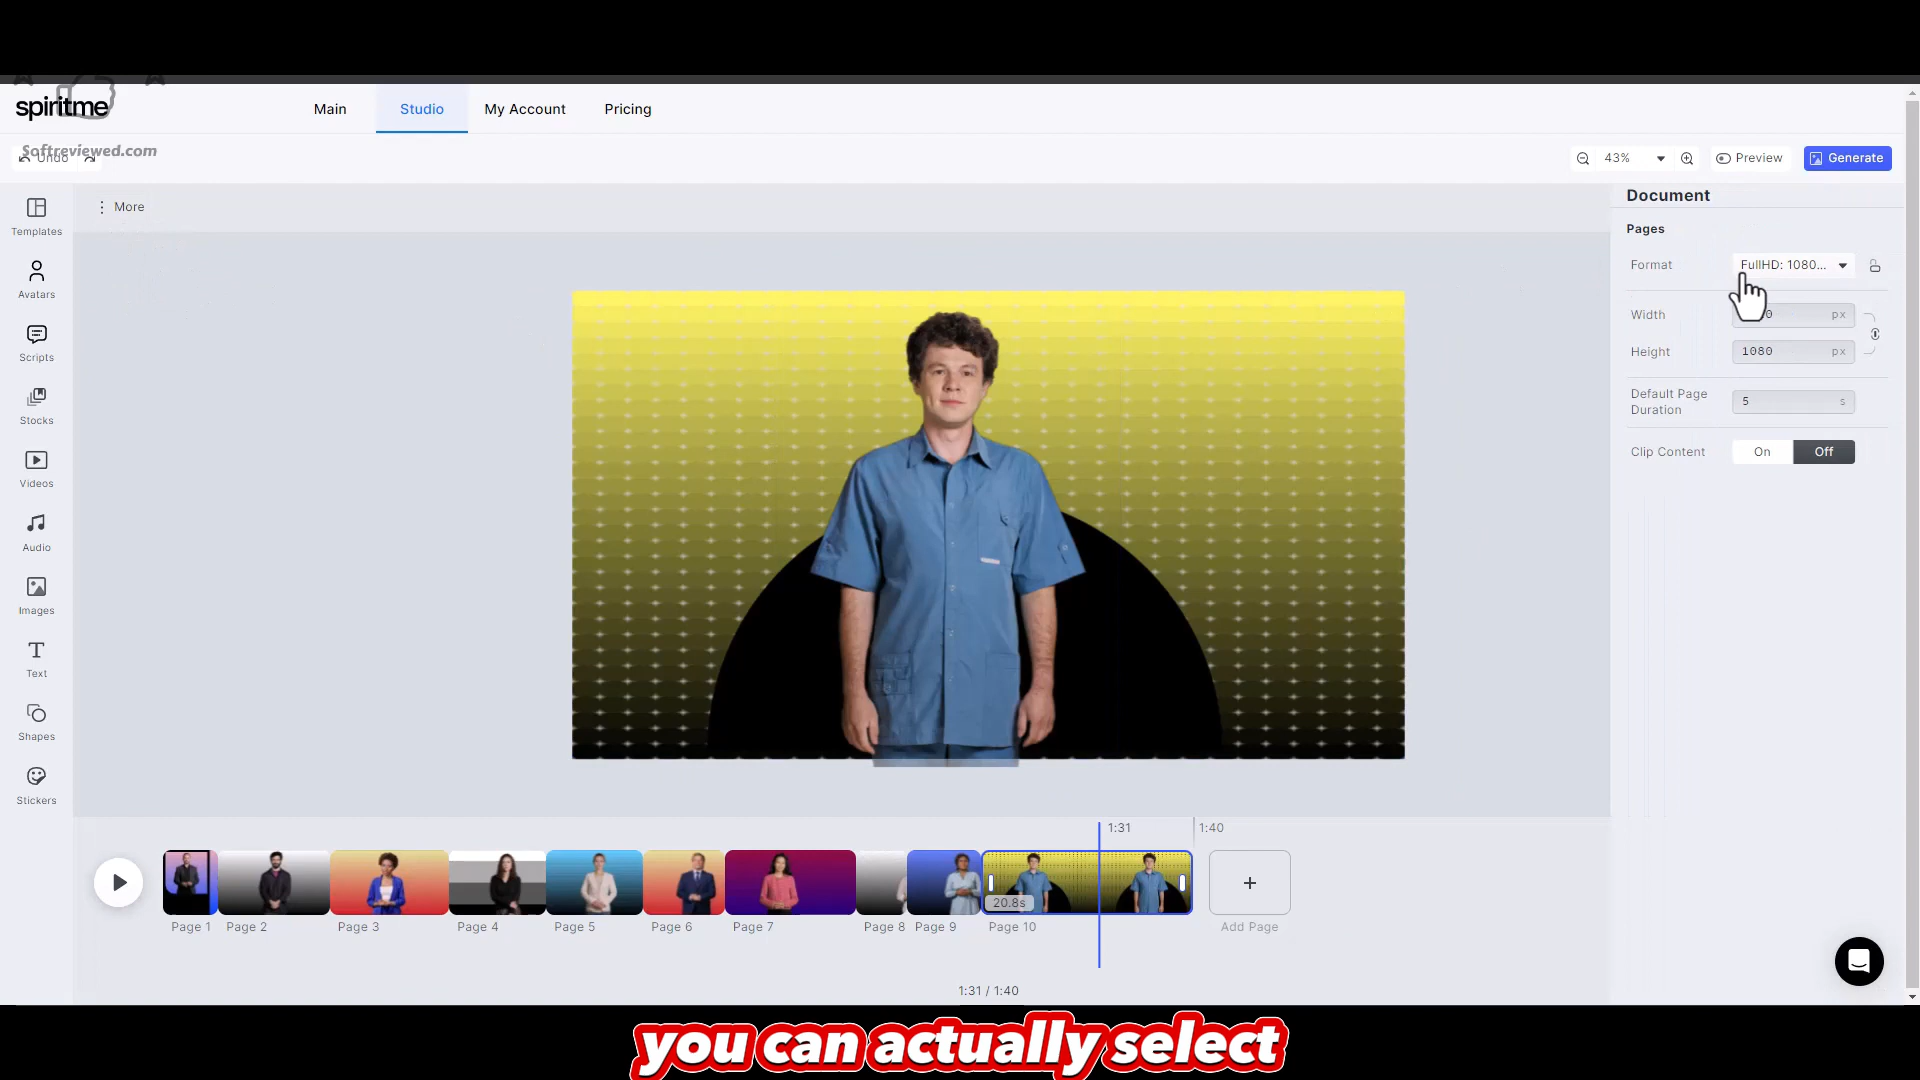 spiritme
Main
Studio
My Account
Pricing
Softreviewed.com
Undo
43%
Preview
Generate
Templates
Avatars
Scripts
Stocks
Videos
Audio
Images
Text
Shapes
Stickers
More
Document
Pages
Format
FullHD: 1080...
Width
px
Height
1080
px
Default Page
Duration
5
s
Clip Content
On
Off
1:31
1:40
20.8s
Page 1
Page 2
Page 3
Page 4
Page 5
Page 6
Page 7
Page 8
Page 9
Page 10
Add Page
1:31 / 1:40
you can actually select